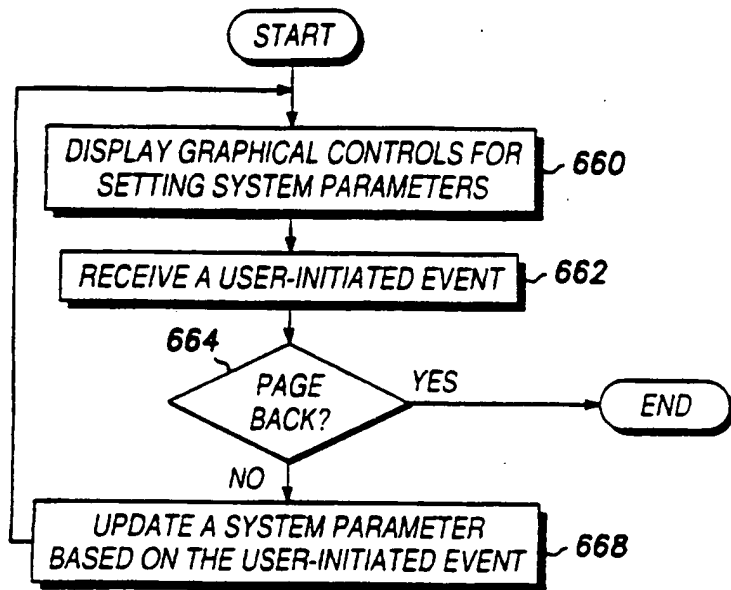 START
DISPLAY GRAPHICAL CONTROLS FOR
SETTING SYSTEM PARAMETERS
660
RECEIVE A USER-INITIATED EVENT
662
664
PAGE
BACK?
YES
END
NO
UPDATE A SYSTEM PARAMETER
BASED ON THE USER-INITIATED EVENT
668